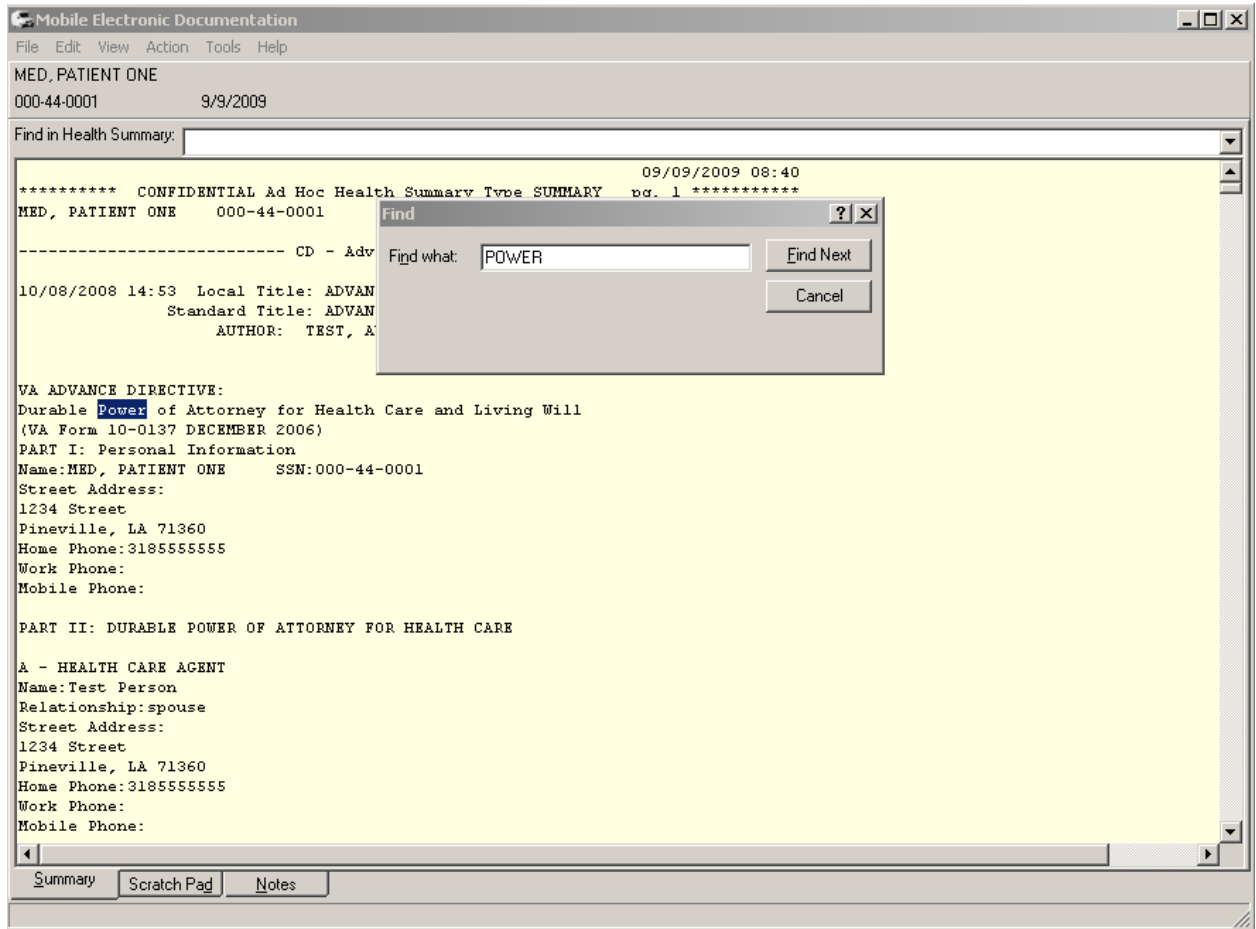 Mobile Electronic Documentation
File Edit View Action Tools Help
MED, PATIENT ONE
000-44-0001 9/9/2009
Find in Health Summary:
09/09/2009 08:40
********** CONFIDENTIAL Ad Hoc Health Summary Type SUMMARY pg. 1 ***********
MED, PATIENT ONE 000-44-0001
Find
Find what: POWER Find Next
Cancel
--------------------------- CD - Adv
10/08/2008 14:53 Local Title: ADVAN
Standard Title: ADVAN
AUTHOR: TEST, A
VA ADVANCE DIRECTIVE:
Durable Power of Attorney for Health Care and Living Will
(VA Form 10-0137 DECEMBER 2006)
PART I: Personal Information
Name:MED, PATIENT ONE SSN:000-44-0001
Street Address:
1234 Street
Pineville, LA 71360
Home Phone:3185555555
Work Phone:
Mobile Phone:
PART II: DURABLE POWER OF ATTORNEY FOR HEALTH CARE
A - HEALTH CARE AGENT
Name:Test Person
Relationship:spouse
Street Address:
1234 Street
Pineville, LA 71360
Home Phone:3185555555
Work Phone:
Mobile Phone:
Summary Scratch Pad Notes